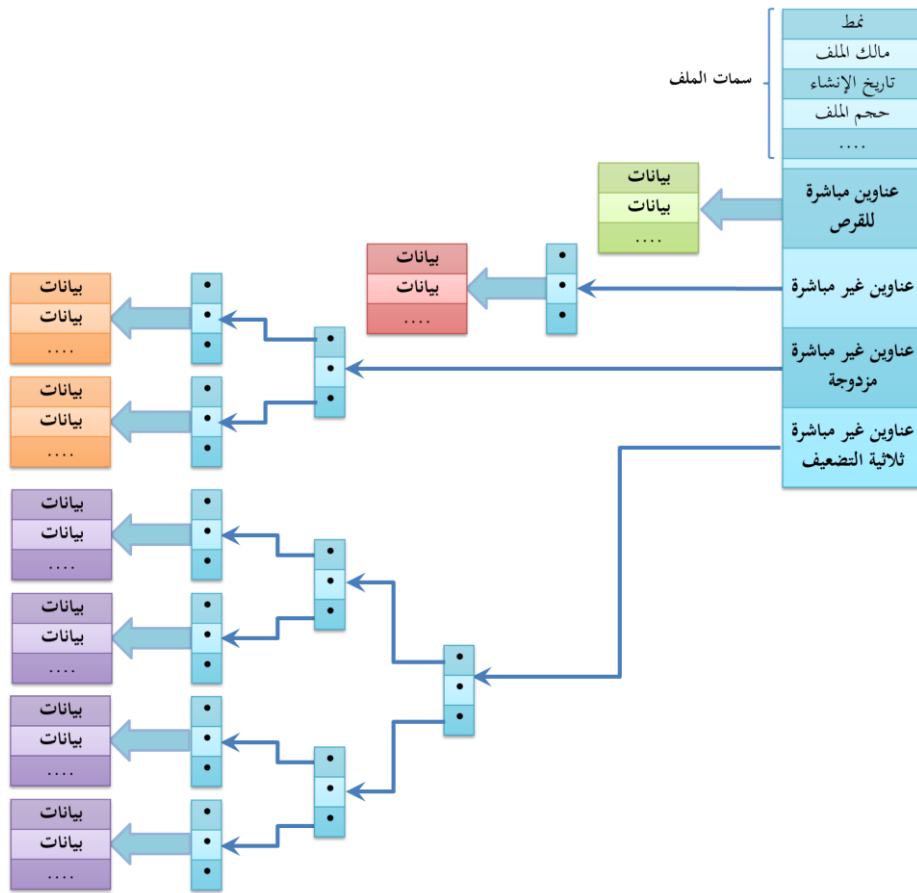 نمط
مالك الملف
تاريخ الإنشاء
حجم الملف
....
سمات الملف
عناوين مباشرة
للقرص
بيانات
بيانات
....
عناوين غير مباشرة
بيانات
بيانات
....
عناوين غير مباشرة
مزدوجة
بيانات
بيانات
....
بيانات
بيانات
....
عناوين غير مباشرة
ثلاثية التضعيف
بيانات
بيانات
....
بيانات
بيانات
....
بيانات
بيانات
....
بيانات
بيانات
....